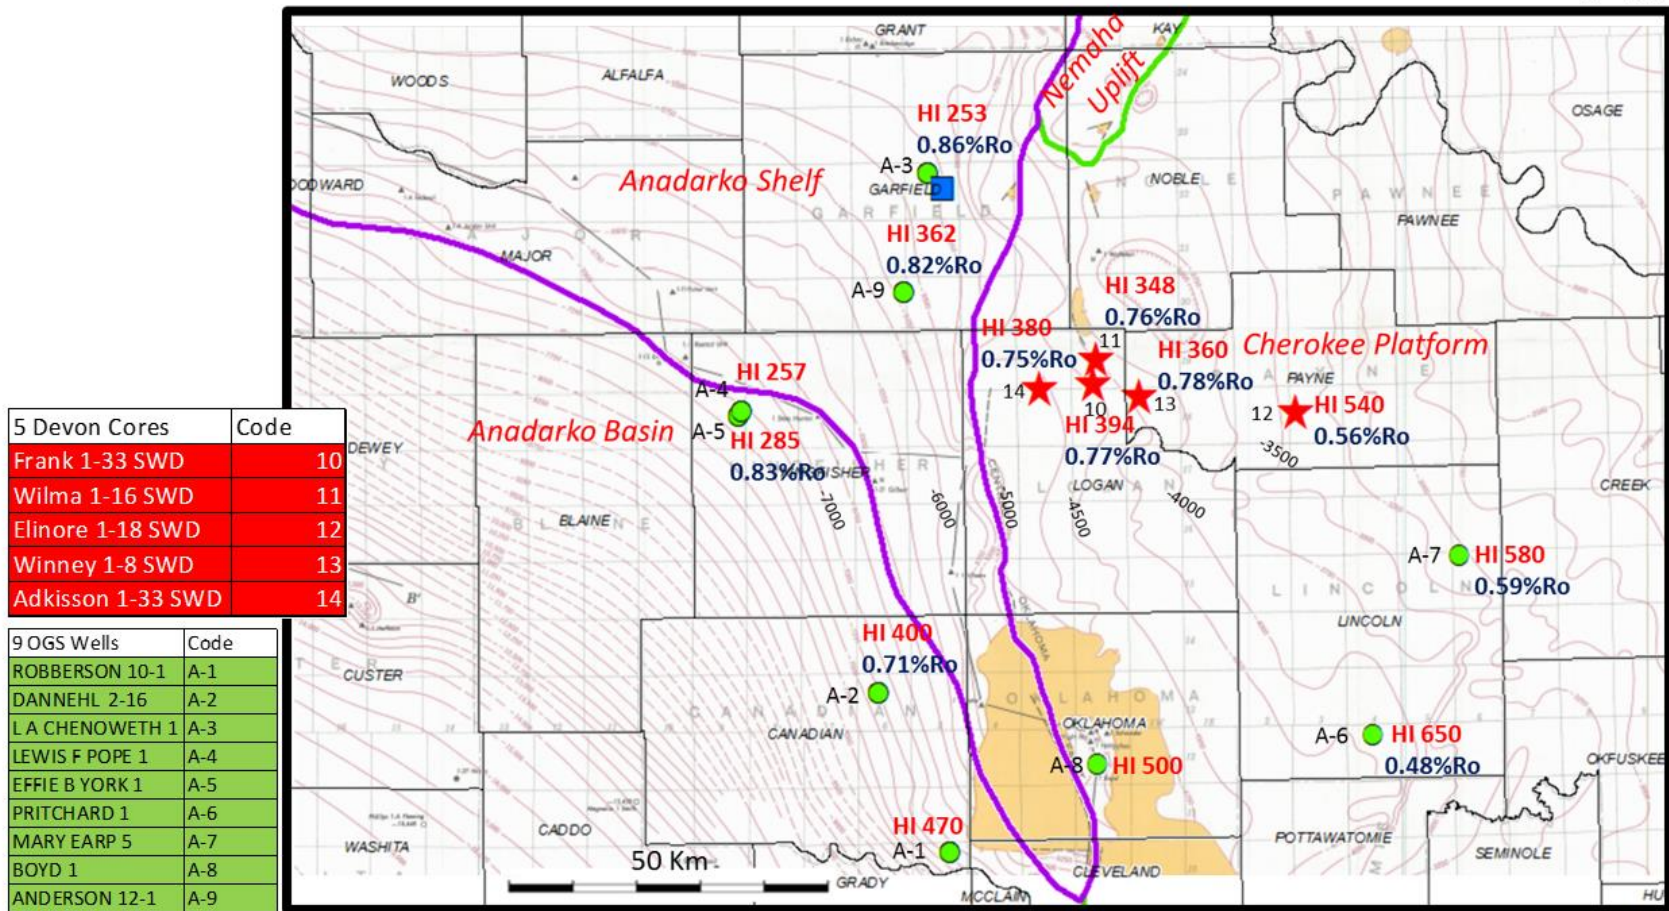 GRANT
KAY
WOODS
ALFALFA
Nemaha
Uplift
OSAGE
HI 253
0.86%Ro
A-3
GARFIELD
GARFIELD
Anadarko Shelf
NOBLE
NOBLE
PAWNEE
PAWNEE
MAJOR
HI 362
0.82%Ro
A-9
HI 348
0.76%Ro
HI 380
0.75%Ro
11
HI 360
0.78%Ro
Cherokee Platform
PAYNE
14
10
13
12
HI 540
0.56%Ro
-3500
HI 257
A-4
A-5
HI 285
0.83%Ro
Anadarko Basin
HI 394
0.77%Ro
DEWEY
LOGAN
CREEK
-7000
-6000
-5000
-4500
-4000
BLAINE
BLAINE
A-7
HI 580
0.59%Ro
LINCOLN
LINCOLN
B'
HI 400
0.71%Ro
A-2
CUSTER
CANADIAN
CANADIAN
OKLAHOMA
OKLAHOMA
OKLAHOMA
A-8
HI 500
A-6
HI 650
0.48%Ro
OKFUSKEE
HI 470
A-1
CADDO
WASHITA
50 Km
GRADY
MCCLAIN
CLEVELAND
POTTAWATOMIE
SEMINOLE
HU
5 Devon Cores Code
Frank 1-33 SWD 10
Wilma 1-16 SWD 11
Elinore 1-18 SWD 12
Winney 1-8 SWD 13
Adkisson 1-33 SWD 14
9 OGS Wells Code
ROBBERSON 10-1 A-1
DANNEHL 2-16 A-2
L A CHENOWETH 1 A-3
LEWIS F POPE 1 A-4
EFFIE B YORK 1 A-5
PRITCHARD 1 A-6
MARY EARP 5 A-7
BOYD 1 A-8
ANDERSON 12-1 A-9